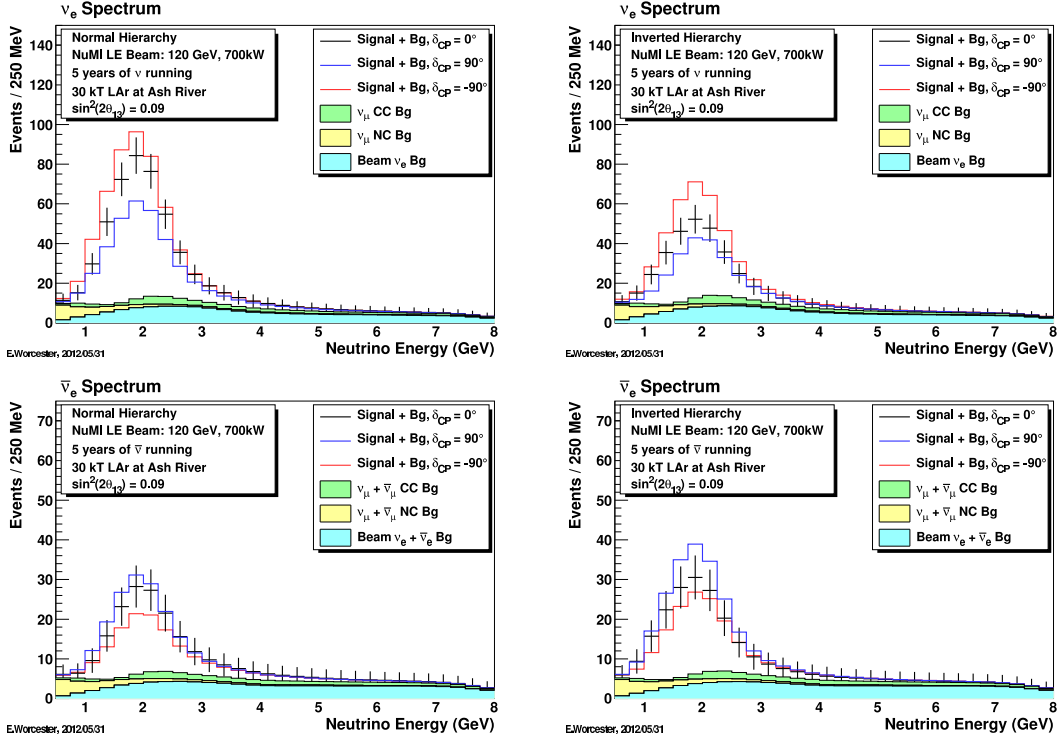 νe Spectrum
Events / 250 MeV
140
120
100
80
60
40
20
0
Normal Hierarchy
NuMI LE Beam: 120 GeV, 700kW
5 years of ν running
30 kT LAr at Ash River
sin²(2θ13) = 0.09
Signal + Bg, δCP = 0°
Signal + Bg, δCP = 90°
Signal + Bg, δCP = -90°
νμ CC Bg
νμ NC Bg
Beam νe Bg
1 2 3 4 5 6 7 8
Neutrino Energy (GeV)
E.Worcester, 2012/05/31
νe Spectrum
Events / 250 MeV
140
120
100
80
60
40
20
0
Inverted Hierarchy
NuMI LE Beam: 120 GeV, 700kW
5 years of ν running
30 kT LAr at Ash River
sin²(2θ13) = 0.09
Signal + Bg, δCP = 0°
Signal + Bg, δCP = 90°
Signal + Bg, δCP = -90°
νμ CC Bg
νμ NC Bg
Beam νe Bg
1 2 3 4 5 6 7 8
Neutrino Energy (GeV)
E.Worcester, 2012/05/31
ν̄e Spectrum
Events / 250 MeV
70
60
50
40
30
20
10
0
Normal Hierarchy
NuMI LE Beam: 120 GeV, 700kW
5 years of ν̄ running
30 kT LAr at Ash River
sin²(2θ13) = 0.09
Signal + Bg, δCP = 0°
Signal + Bg, δCP = 90°
Signal + Bg, δCP = -90°
νμ + ν̄μ CC Bg
νμ + ν̄μ NC Bg
Beam νe + ν̄e Bg
1 2 3 4 5 6 7 8
Neutrino Energy (GeV)
E.Worcester, 2012/05/31
ν̄e Spectrum
Events / 250 MeV
70
60
50
40
30
20
10
0
Inverted Hierarchy
NuMI LE Beam: 120 GeV, 700kW
5 years of ν̄ running
30 kT LAr at Ash River
sin²(2θ13) = 0.09
Signal + Bg, δCP = 0°
Signal + Bg, δCP = 90°
Signal + Bg, δCP = -90°
νμ + ν̄μ CC Bg
νμ + ν̄μ NC Bg
Beam νe + ν̄e Bg
1 2 3 4 5 6 7 8
Neutrino Energy (GeV)
E.Worcester, 2012/05/31